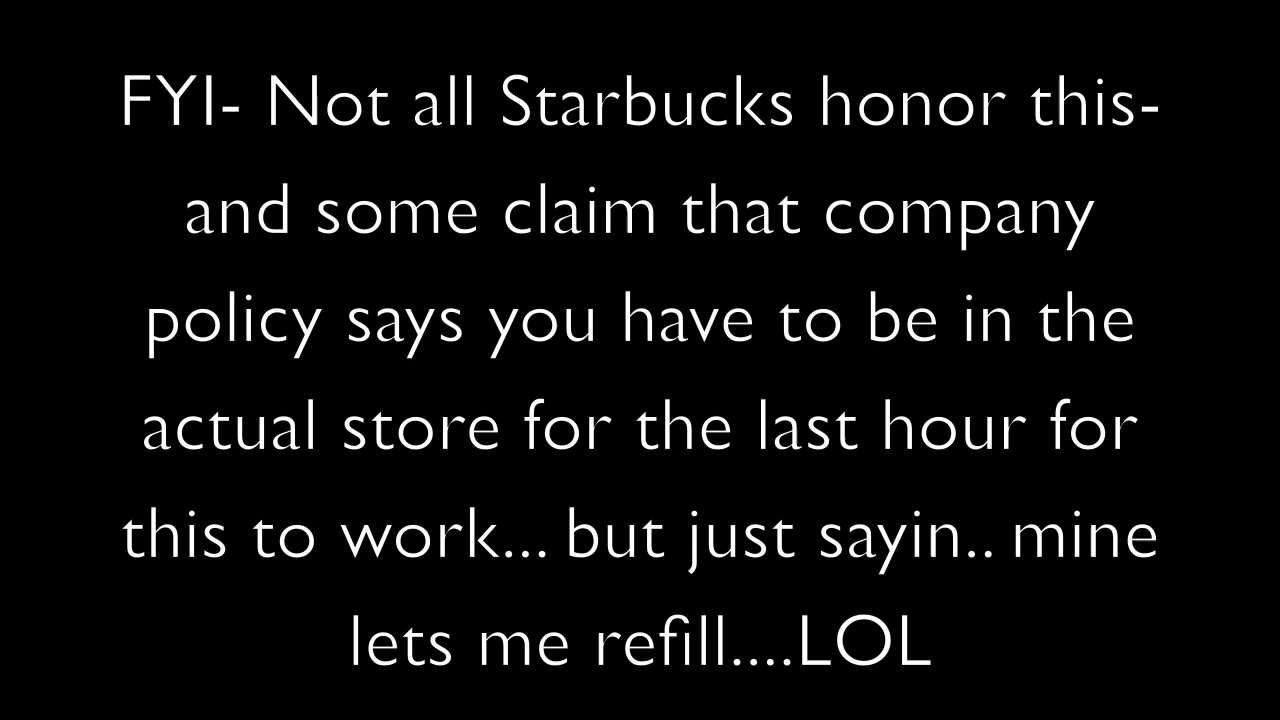 FYI- Not all Starbucks honor this-
and some claim that company
policy says you have to be in the
actual store for the last hour for
this to work... but just sayin.. mine
lets me refill....LOL